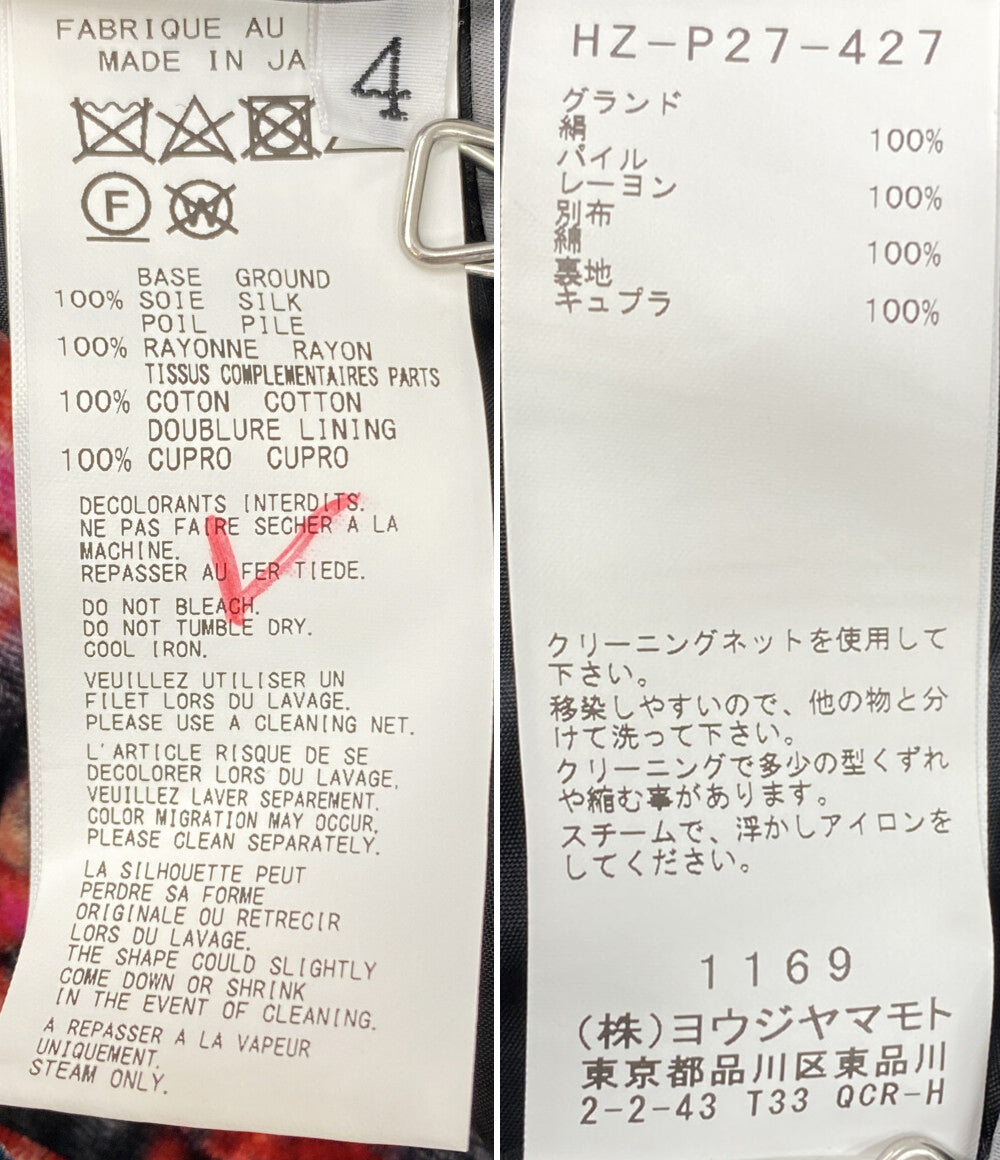 FABRIQUE AU
MADE IN JA
4
F
W
BASE GROUND
100% SOIE SILK
POIL PILE
100% RAYONNE RAYON
TISSUS COMPLEMENTAIRES PARTS
100% COTON COTTON
DOUBLURE LINING
100% CUPRO CUPRO
DECOLORANTS INTERDITS.
NE PAS FAIRE SECHER A LA
MACHINE.
REPASSER AU FER TIEDE.
DO NOT BLEACH.
DO NOT TUMBLE DRY.
COOL IRON.
VEUILLEZ UTILISER UN
FILET LORS DU LAVAGE.
PLEASE USE A CLEANING NET.
L'ARTICLE RISQUE DE SE
DECOLORER LORS DU LAVAGE,
VEUILLEZ LAVER SEPAREMENT.
COLOR MIGRATION MAY OCCUR,
PLEASE CLEAN SEPARATELY.
LA SILHOUETTE PEUT
PERDRE SA FORME
ORIGINALE OU RETRECIR
LORS DU LAVAGE.
THE SHAPE COULD SLIGHTLY
COME DOWN OR SHRINK
IN THE EVENT OF CLEANING.
A REPASSER A LA VAPEUR
UNIQUEMENT.
STEAM ONLY.
HZ-P27-427
グランド
絹 100%
パイル
レーヨン 100%
別布
綿 100%
裏地
キュプラ 100%
クリーニングネットを使用して
下さい。
移染しやすいので、他の物と分
けて洗って下さい。
クリーニングで多少の型くずれ
や縮む事があります。
スチームで、浮かしアイロンを
してください。
1169
(株)ヨウジヤマモト
東京都品川区東品川
2-2-43 T33 QCR-H